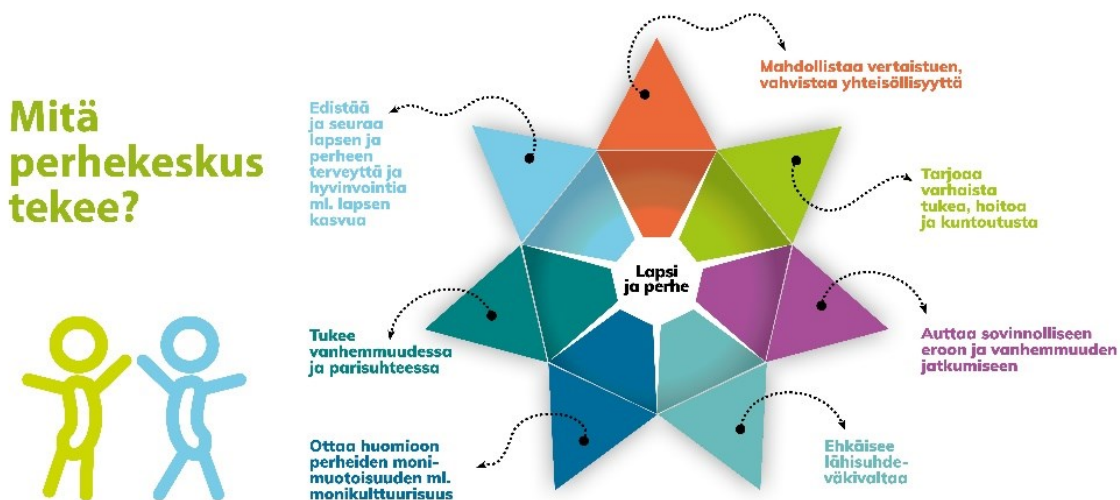 Mitä
perhekeskus
tekee?
Mahdollistaa vertaistuen,
vahvistaa yhteisöllisyyttä
Tarjoaa
varhaista
tukea, hoitoa
ja kuntoutusta
Auttaa sovinnolliseen
eroon ja vanhemmuuden
jatkumiseen
Ehkäisee
lähisuhde-
väkivaltaa
Ottaa huomioon
perheiden moni-
muotoisuuden ml.
monikulttuurisuus
Tukee
vanhemmuudessa
ja parisuhteessa
Edistää
ja seuraa
lapsen ja
perheen
terveyttä ja
hyvinvointia
ml. lapsen
kasvua
Lapsi
ja perhe